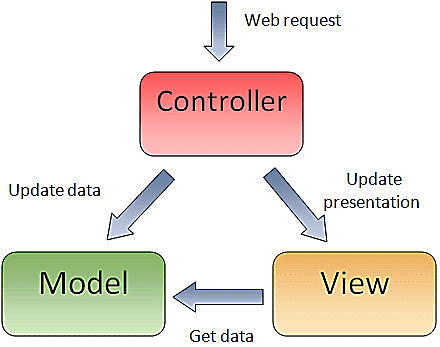 Web request
Controller
Update data
Update
presentation
Model
View
Get data